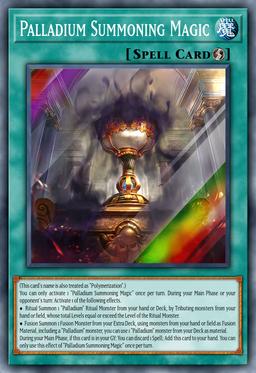 PALLADIUM SUMMONING MAGIC
[SPELL CARD]
(This card's name is also treated as "Polymerization".)
You can only activate 1 "Palladium Summoning Magic" once per turn. During your Main Phase or your
opponent's turn: Activate 1 of the following effects.
● Ritual Summon 1 "Palladium" Ritual Monster from your hand or Deck, by Tributing monsters from your
hand or field, whose total Levels equal or exceed the Level of the Ritual Monster.
● Fusion Summon 1 Fusion Monster from your Extra Deck, using monsters from your hand or field as Fusion
Material, including a "Palladium" monster, you can use 1 "Palladium" monster from your Deck as material.
During your Main Phase, if this card is in your GY: You can discard 1 Spell; Add this card to your hand. You can
only use this effect of "Palladium Summoning Magic" once per turn.